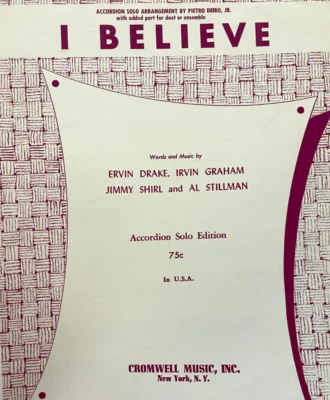 ACCORDION SOLO ARRANGEMENT BY PIETRO DEIRO, JR.
with added part for duet or ensemble
I BELIEVE
Words and Music by
ERVIN DRAKE, IRVIN GRAHAM
JIMMY SHIRL and AL STILLMAN
Accordion Solo Edition
75c
In U.S.A.
CROMWELL MUSIC, INC.
New York, N. Y.